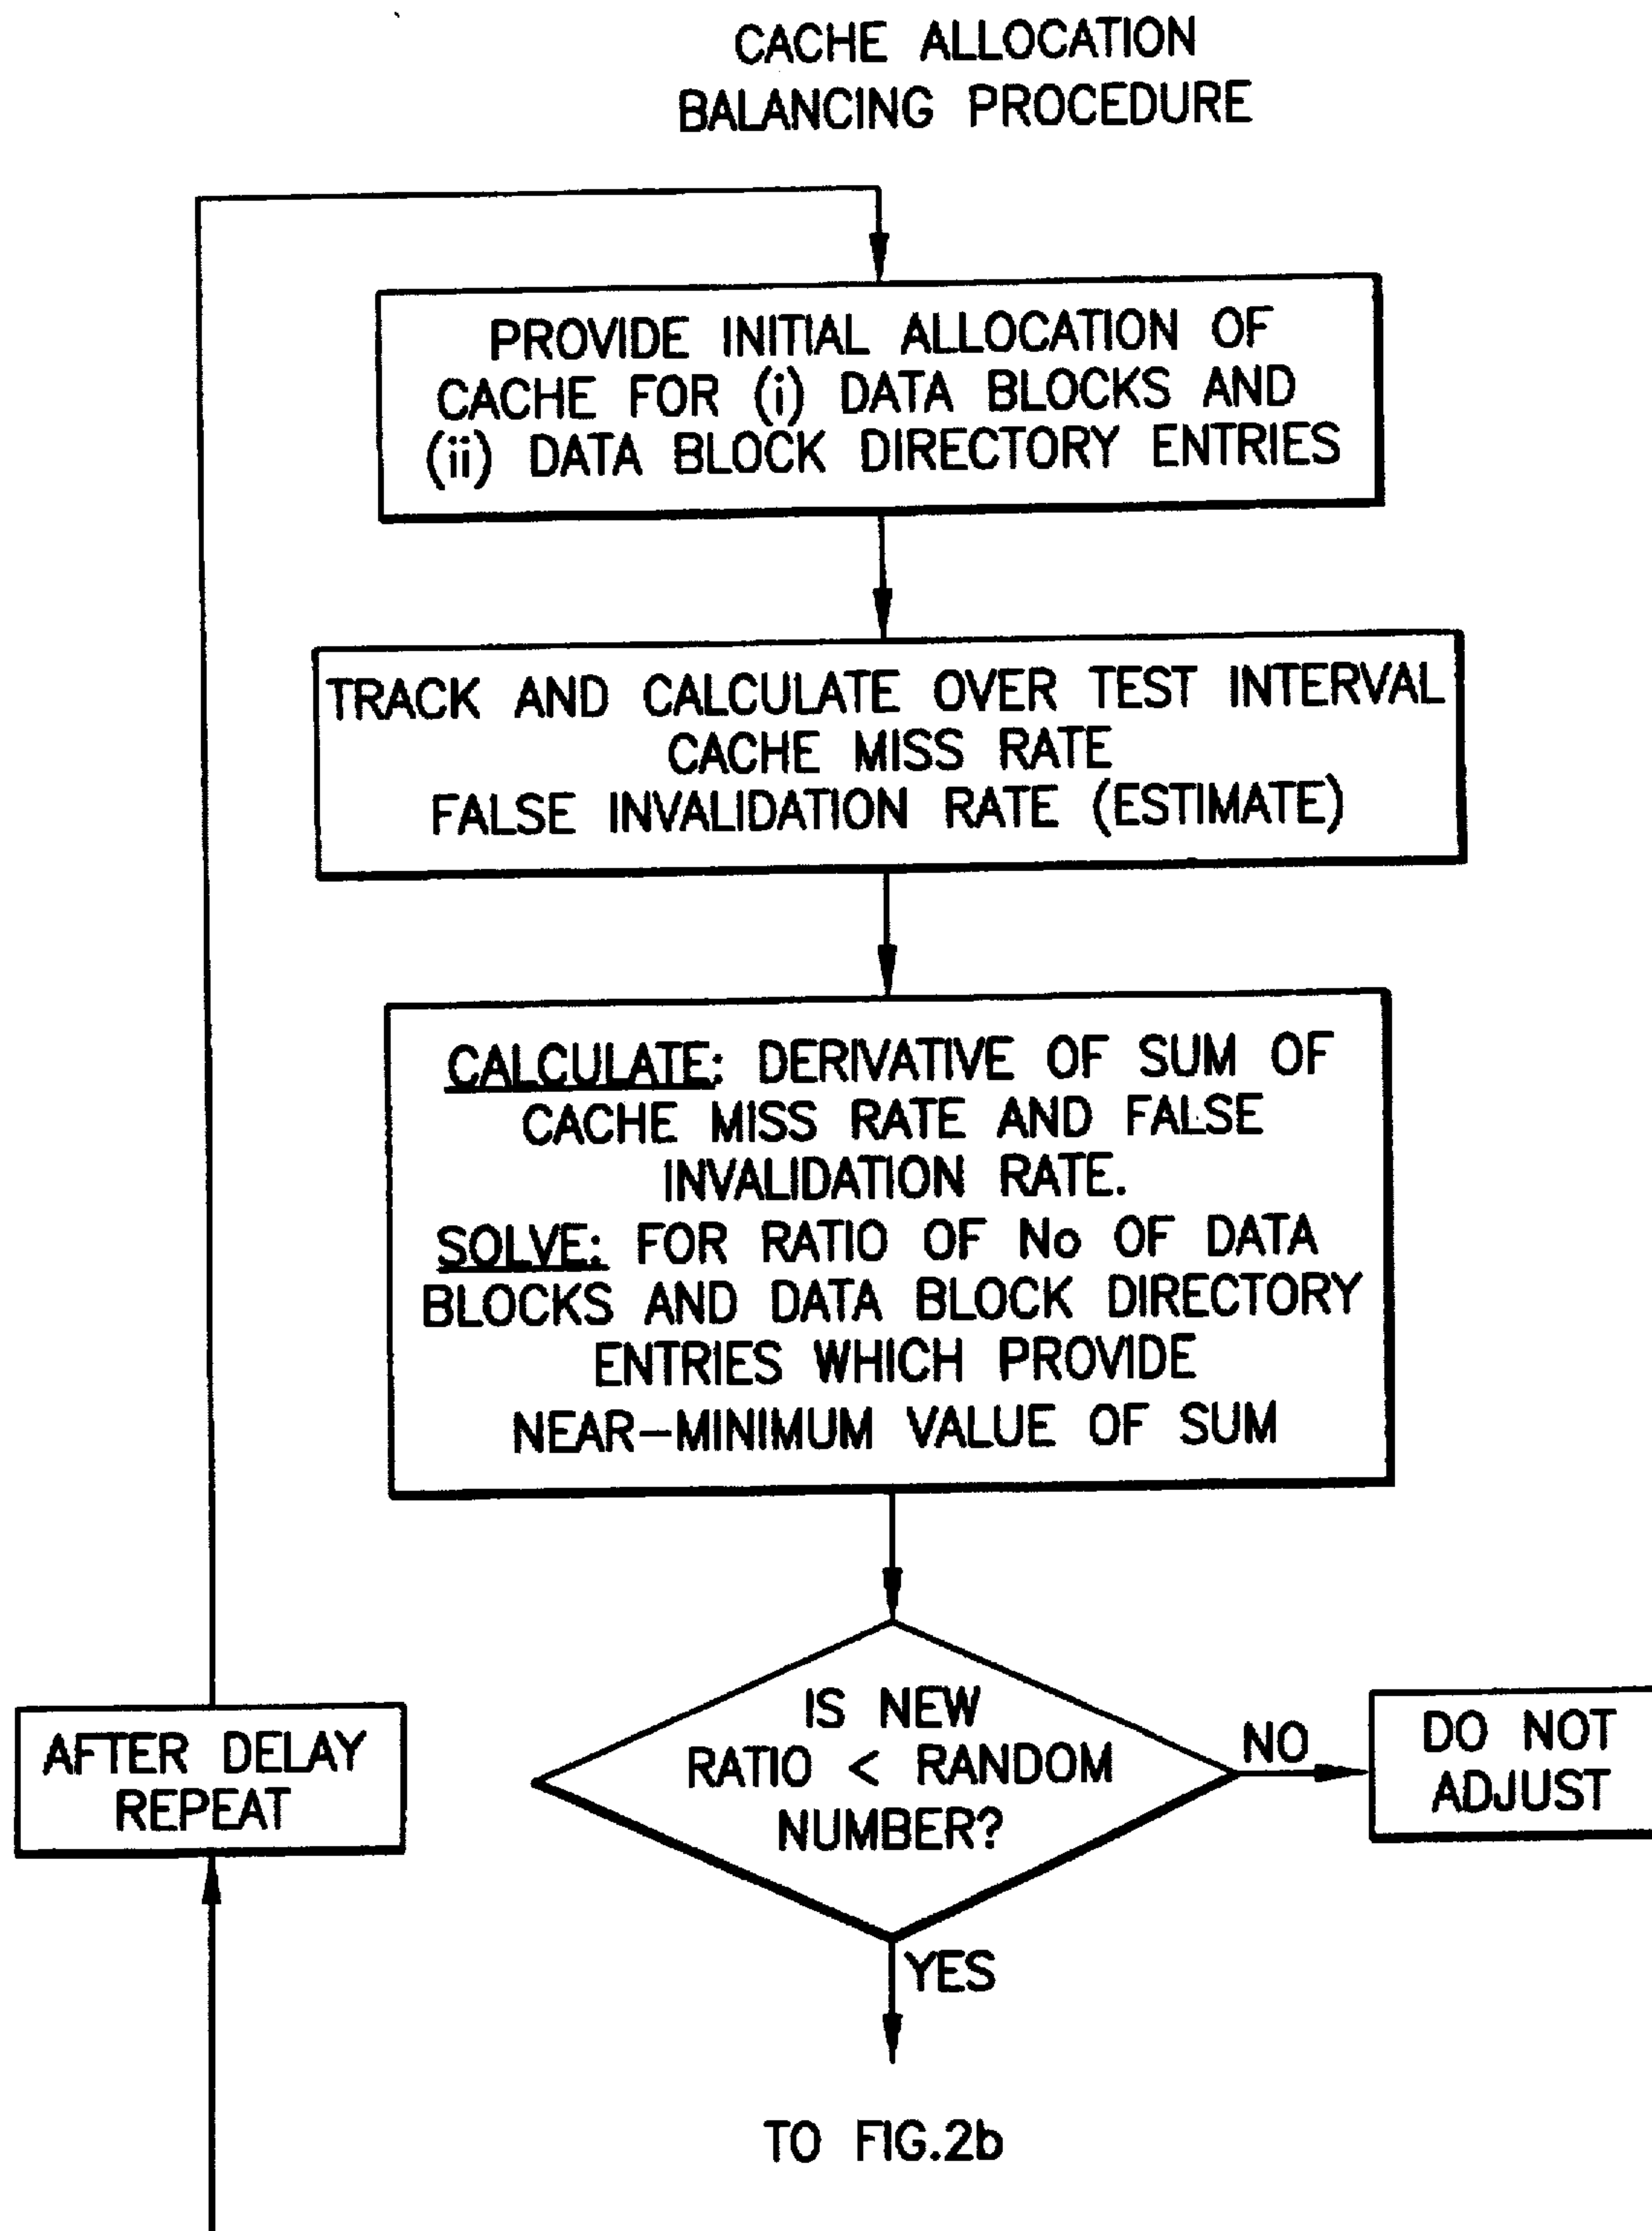 CACHE ALLOCATION
BALANCING PROCEDURE
PROVIDE INITIAL ALLOCATION OF
CACHE FOR (i) DATA BLOCKS AND
(ii) DATA BLOCK DIRECTORY ENTRIES
TRACK AND CALCULATE OVER TEST INTERVAL
CACHE MISS RATE
FALSE INVALIDATION RATE (ESTIMATE)
CALCULATE: DERIVATIVE OF SUM OF
CACHE MISS RATE AND FALSE
INVALIDATION RATE.
SOLVE: FOR RATIO OF No OF DATA
BLOCKS AND DATA BLOCK DIRECTORY
ENTRIES WHICH PROVIDE
NEAR-MINIMUM VALUE OF SUM
IS NEW
RATIO < RANDOM
NUMBER?
NO
DO NOT
ADJUST
AFTER DELAY
REPEAT
YES
TO FIG.2b